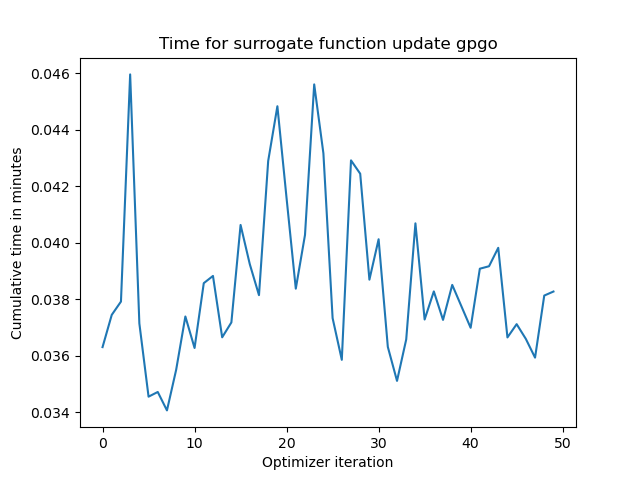 Time for surrogate function update gpgo
Cumulative time in minutes
0.046
0.044
0.042
0.040
0.038
0.036
0.034
0 10 20 30 40 50
Optimizer iteration